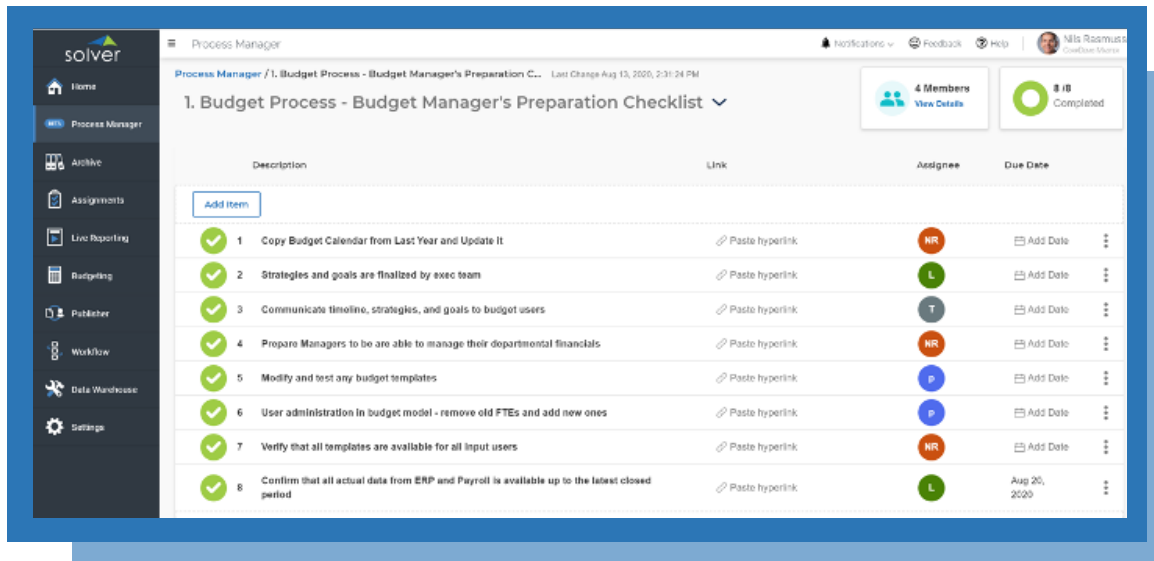 solver
Process Manager
Notifications
Feedback
Help
Nils Rasmuss
Home
Process Manager
Archive
Assignments
Live Reporting
Budgeting
Publisher
Workflow
Data Warehouse
Settings
Process Manager / 1. Budget Process - Budget Manager's Preparation C... Last Change Aug 13, 2020, 2:31:24 PM
1. Budget Process - Budget Manager's Preparation Checklist
4 Members
View Details
8 /8
Completed
Description Link Assignee Due Date
Add Item
1 Copy Budget Calendar from Last Year and Update It Paste hyperlink NR Add Date
2 Strategies and goals are finalized by exec team Paste hyperlink L Add Date
3 Communicate timeline, strategies, and goals to budget users Paste hyperlink T Add Date
4 Prepare Managers to be are able to manage their departmental financials Paste hyperlink NR Add Date
5 Modify and test any budget templates Paste hyperlink p Add Date
6 User administration in budget model - remove old FTEs and add new ones Paste hyperlink p Add Date
7 Verify that all templates are available for all input users Paste hyperlink NR Add Date
8 Confirm that all actual data from ERP and Payroll is available up to the latest closed
period Paste hyperlink L Aug 20,
2020